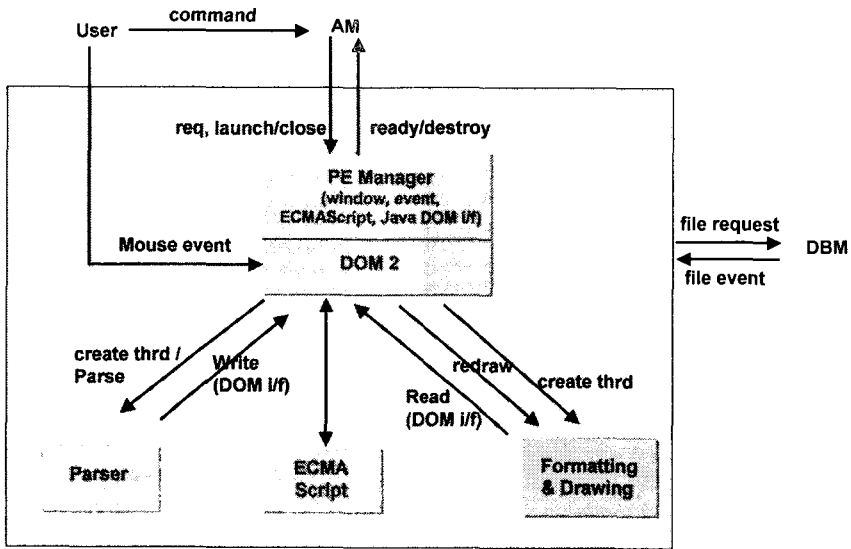 command
User
AM
req, launch/close
ready/destroy
PE Manager
(window, event,
ECMAScript, Java DOM i/f)
file request
Mouse event
DOM 2
DBM
file event
create thrd /
Parse
Write
(DOM i/f)
redraw
create thrd
Read
(DOM i/f)
Parser
ECMA
Script
Formatting
& Drawing